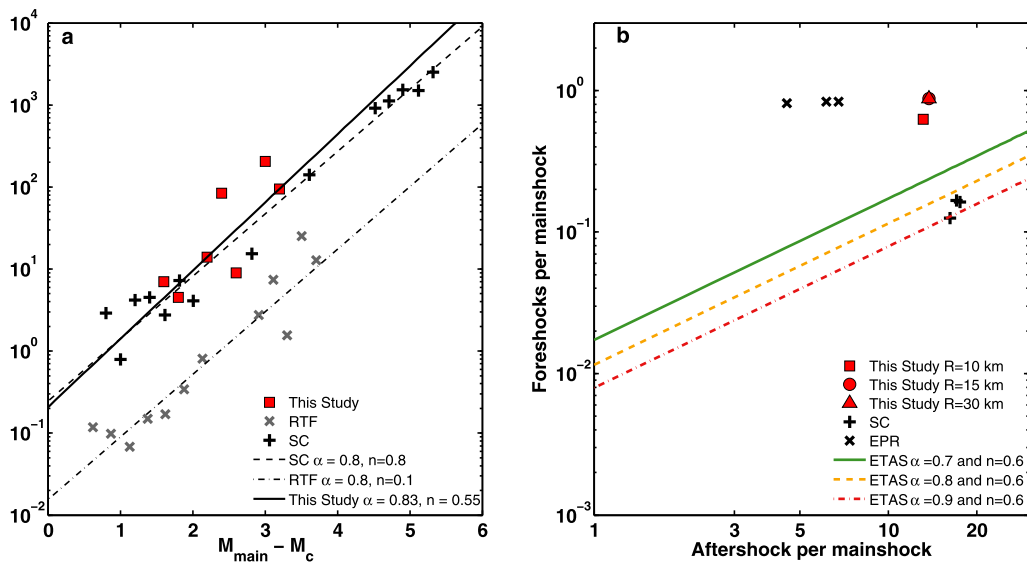 a
10^4
10^3
10^2
10^1
10^0
10^-1
10^-2
0 1 2 3 4 5 6
M_main − M_c
This Study
RTF
SC
SC α = 0.8, n=0.8
RTF α = 0.8, n=0.1
This Study α = 0.83, n = 0.55
b
Foreshocks per mainshock
10^0
10^-1
10^-2
10^-3
1 3 5 10 20
Aftershock per mainshock
This Study R=10 km
This Study R=15 km
This Study R=30 km
SC
EPR
ETAS α =0.7 and n=0.6
ETAS α =0.8 and n=0.6
ETAS α =0.9 and n=0.6